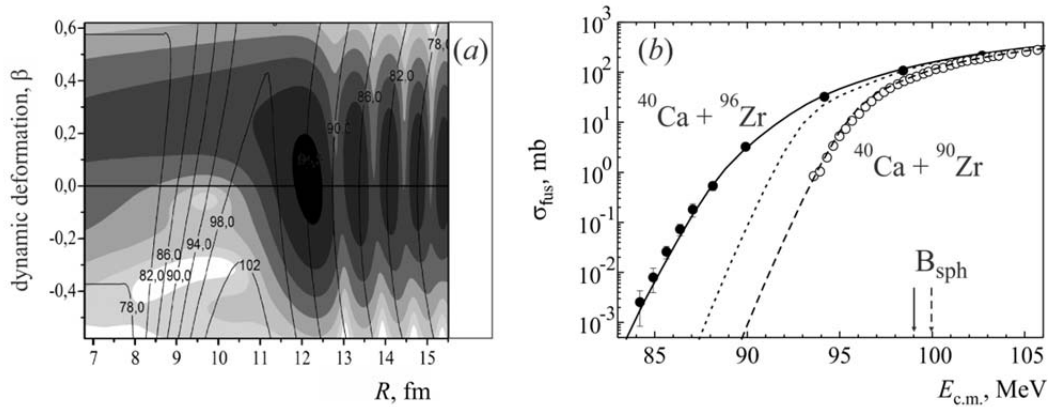 (a)
dynamic deformation, β
0,6
0,4
0,2
0,0
-0,2
-0,4
78,0
82,0
86,0
90,0
98,0
94,0
86,0
82,0
90,0
102
78,0
7 8 9 10 11 12 13 14 15
R, fm
(b)
σfus, mb
10³
10²
10¹
10⁰
10⁻¹
10⁻²
10⁻³
⁴⁰Ca + ⁹⁶Zr
⁴⁰Ca + ⁹⁰Zr
Bsph
85 90 95 100 105
Ec.m., MeV